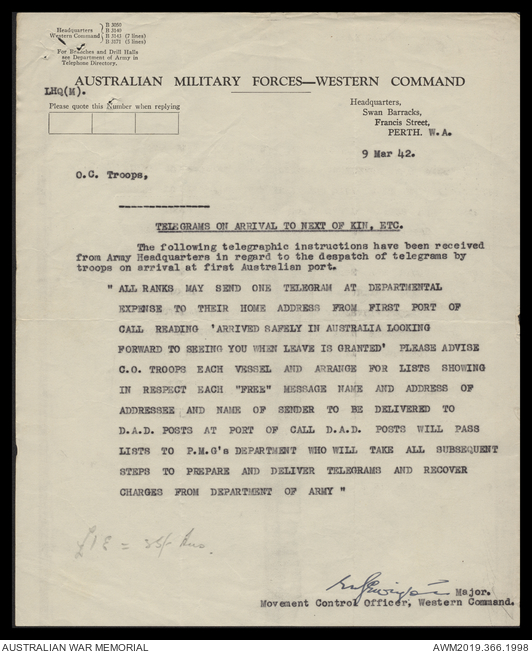 Headquarters
Western Command
B 3050
B 3140
B 3141 (7 lines)
B 3171 (2 lines)
For Branches and Drill Halls
see Department of Army in
Telephone Directory.
AUSTRALIAN MILITARY FORCES—WESTERN COMMAND
LHQ(M).
Please quote this Number when replying
Headquarters,
Swan Barracks,
Francis Street,
PERTH. W.A.
9 Mar 42.
O.C. Troops,
TELEGRAMS ON ARRIVAL TO NEXT OF KIN, ETC.
The following telegraphic instructions have been received
from Army Headquarters in regard to the despatch of telegrams by
troops on arrival at first Australian port.
" ALL RANKS MAY SEND ONE TELEGRAM AT DEPARTMENTAL
EXPENSE TO THEIR HOME ADDRESS FROM FIRST PORT OF
CALL READING 'ARRIVED SAFELY IN AUSTRALIA LOOKING
FORWARD TO SEEING YOU WHEN LEAVE IS GRANTED' PLEASE ADVISE
C.O. TROOPS EACH VESSEL AND ARRANGE FOR LISTS SHOWING
IN RESPECT EACH "FREE" MESSAGE NAME AND ADDRESS OF
ADDRESSEE AND NAME OF SENDER TO BE DELIVERED TO
D.A.D. POSTS AT PORT OF CALL D.A.D. POSTS WILL PASS
LISTS TO P.M.G's DEPARTMENT WHO WILL TAKE ALL SUBSEQUENT
STEPS TO PREPARE AND DELIVER TELEGRAMS AND RECOVER
CHARGES FROM DEPARTMENT OF ARMY "
Major.
Movement Control Officer, Western Command.
AUSTRALIAN WAR MEMORIAL
AWM2019.366.1998